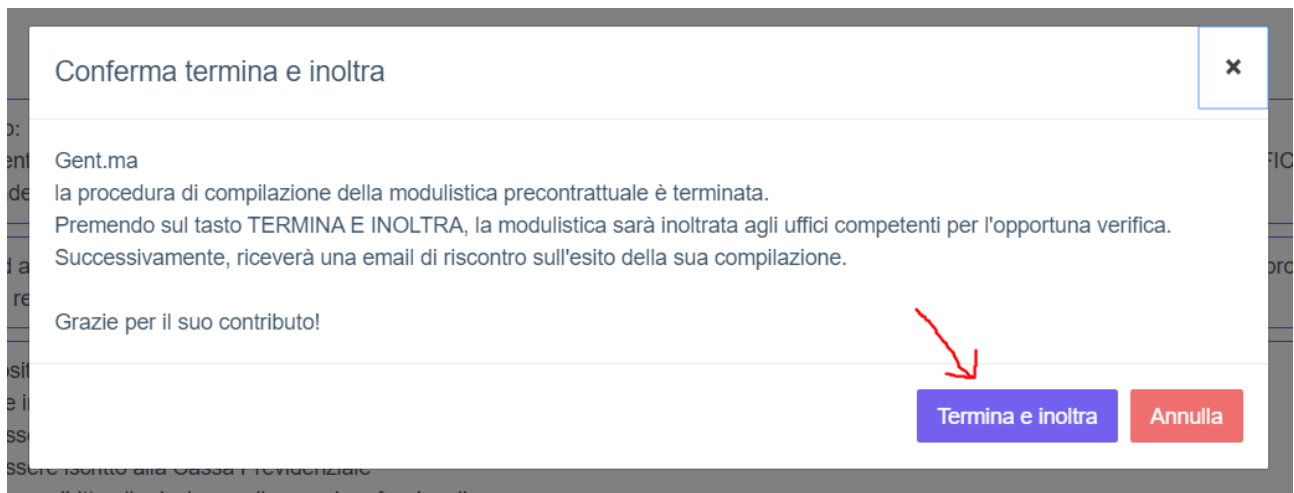 Conferma termina e inoltra
×
Gent.ma
la procedura di compilazione della modulistica precontrattuale è terminata.
Premendo sul tasto TERMINA E INOLTRA, la modulistica sarà inoltrata agli uffici competenti per l'opportuna verifica.
Successivamente, riceverà una email di riscontro sull'esito della sua compilazione.
Grazie per il suo contributo!
Termina e inoltra
Annulla